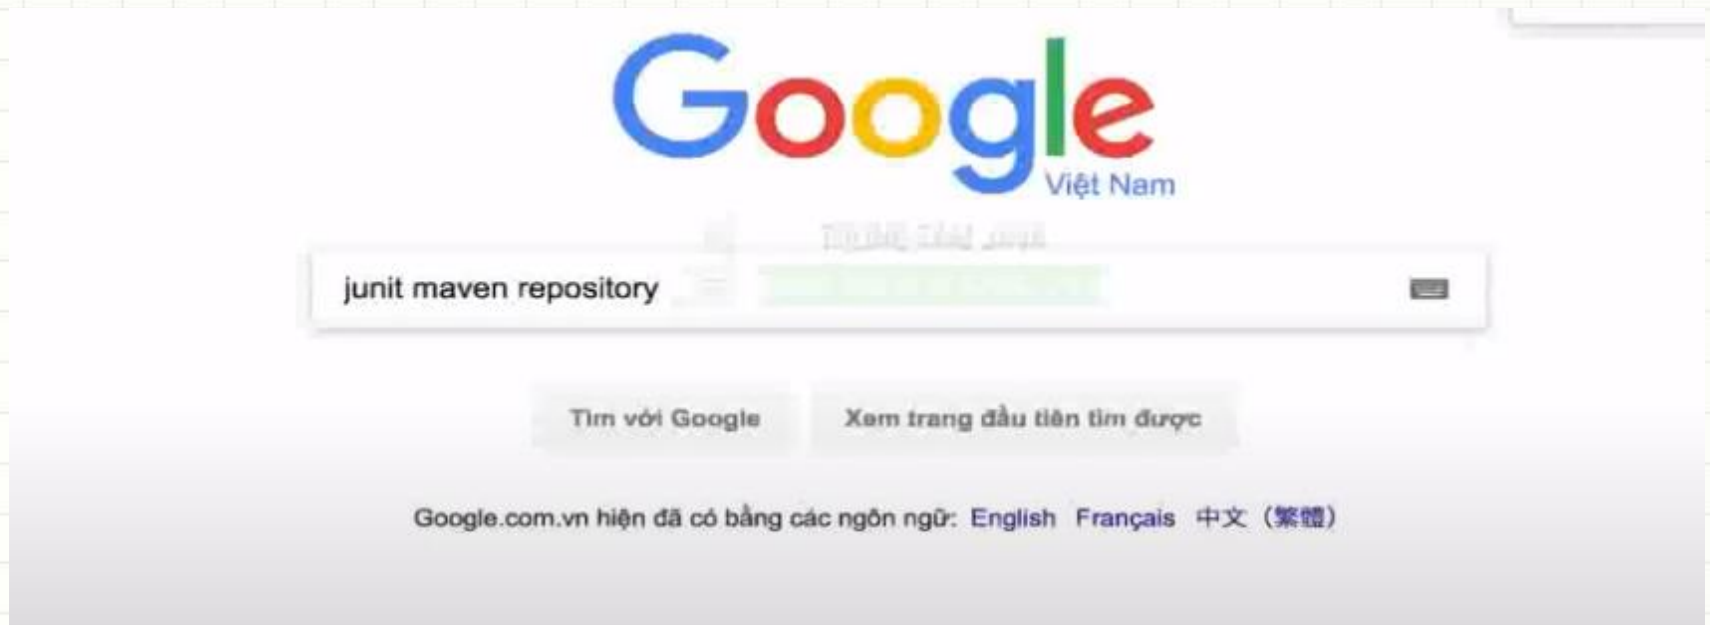 Google
Việt Nam
junit maven repository
Tìm với Google
Xem trang đầu tiên tìm được
Google.com.vn hiện đã có bằng các ngôn ngữ: English Français 中文（繁體）